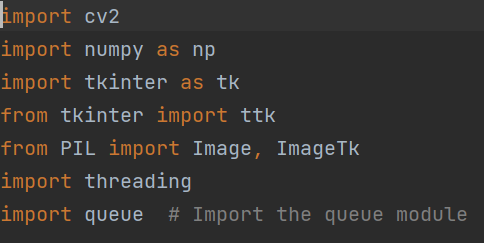 import cv2
import numpy as np
import tkinter as tk
from tkinter import ttk
from PIL import Image, ImageTk
import threading
import queue  # Import the queue module